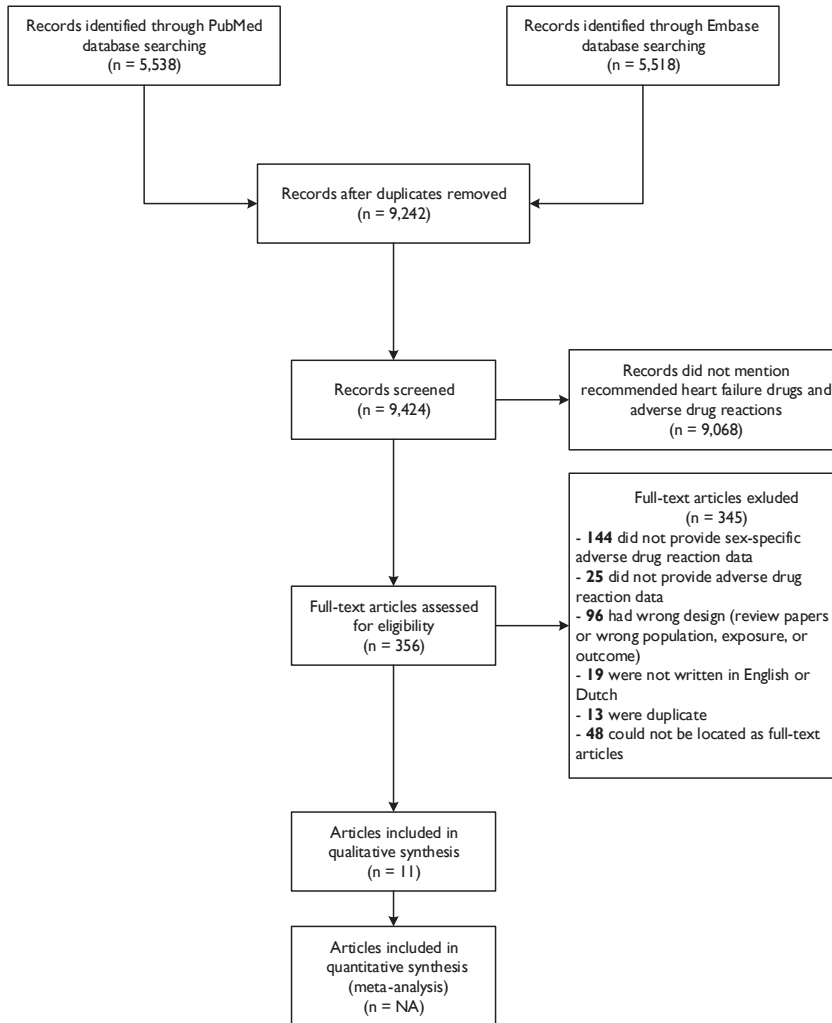 Records identified through PubMed
database searching
(n = 5,538)
Records identified through Embase
database searching
(n = 5,518)
Records after duplicates removed
(n = 9,242)
Records screened
(n = 9,424)
Records did not mention
recommended heart failure drugs and
adverse drug reactions
(n = 9,068)
Full-text articles assessed
for eligibility
(n = 356)
Full-text articles exluded
(n = 345)
- 144 did not provide sex-specific
adverse drug reaction data
- 25 did not provide adverse drug
reaction data
- 96 had wrong design (review papers
or wrong population, exposure, or
outcome)
- 19 were not written in English or
Dutch
- 13 were duplicate
- 48 could not be located as full-text
articles
Articles included in
qualitative synthesis
(n = 11)
Articles included in
quantitative synthesis
(meta-analysis)
(n = NA)